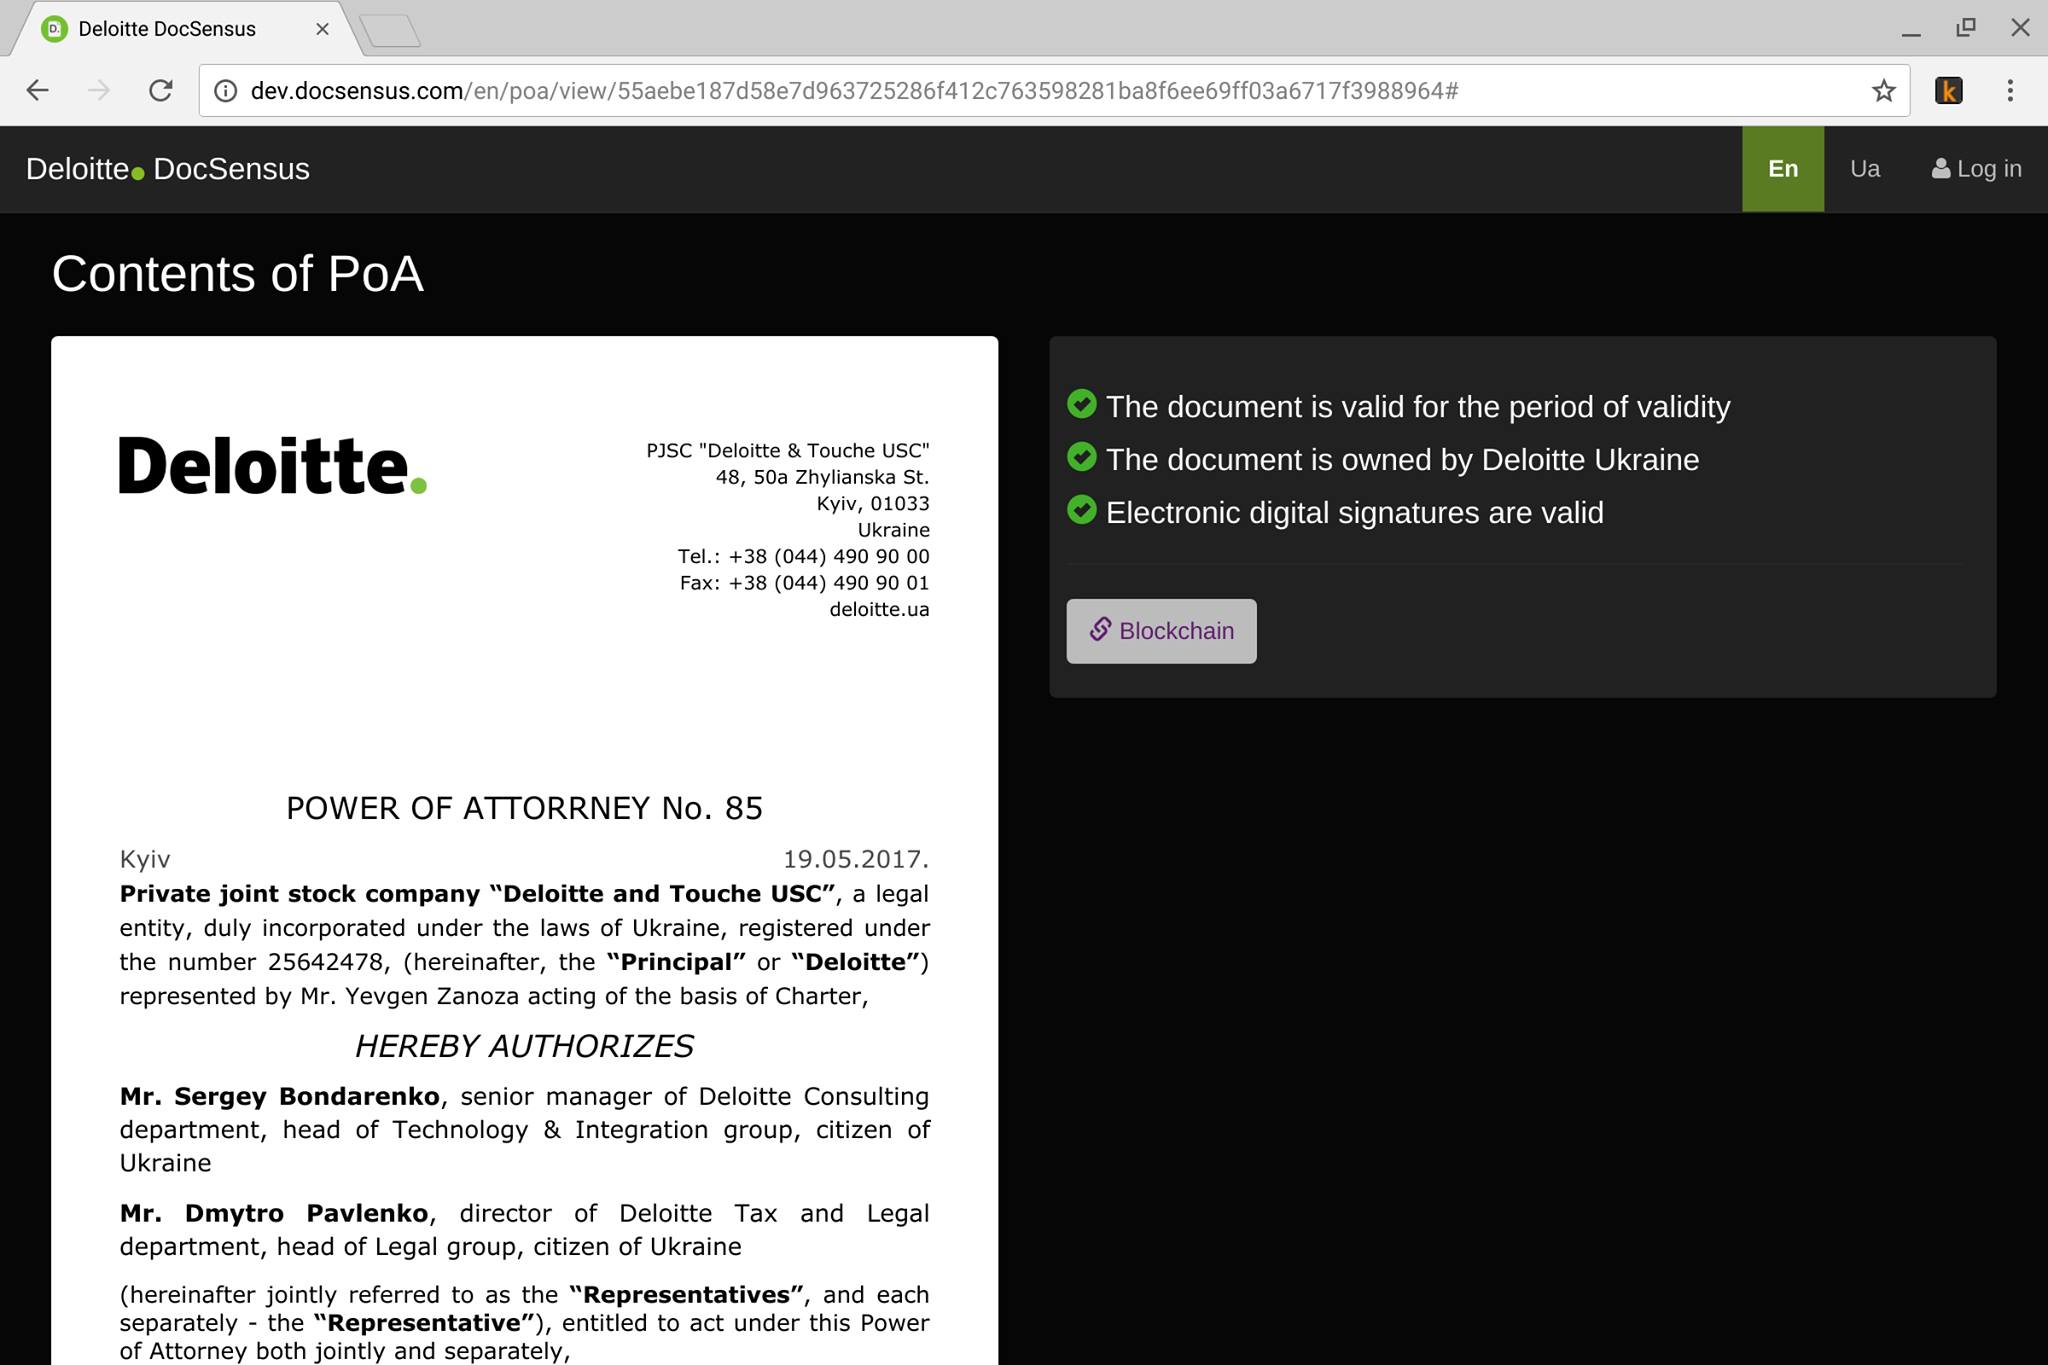 Deloitte DocSensus
dev.docsensus.com/en/poa/view/55aebe187d58e7d963725286f412c763598281ba8f6ee69ff03a6717f3988964#
k
Deloitte. DocSensus
En
Ua
Log in
Contents of PoA
Deloitte.
PJSC "Deloitte & Touche USC"
48, 50a Zhylianska St.
Kyiv, 01033
Ukraine
Tel.: +38 (044) 490 90 00
Fax: +38 (044) 490 90 01
deloitte.ua
POWER OF ATTORRNEY No. 85
Kyiv 19.05.2017.
Private joint stock company “Deloitte and Touche USC”, a legal
entity, duly incorporated under the laws of Ukraine, registered under
the number 25642478, (hereinafter, the “Principal” or “Deloitte”)
represented by Mr. Yevgen Zanoza acting of the basis of Charter,
HEREBY AUTHORIZES
Mr. Sergey Bondarenko, senior manager of Deloitte Consulting
department, head of Technology & Integration group, citizen of
Ukraine
Mr. Dmytro Pavlenko, director of Deloitte Tax and Legal
department, head of Legal group, citizen of Ukraine
(hereinafter jointly referred to as the “Representatives”, and each
separately - the “Representative”), entitled to act under this Power
of Attorney both jointly and separately,
The document is valid for the period of validity
The document is owned by Deloitte Ukraine
Electronic digital signatures are valid
Blockchain